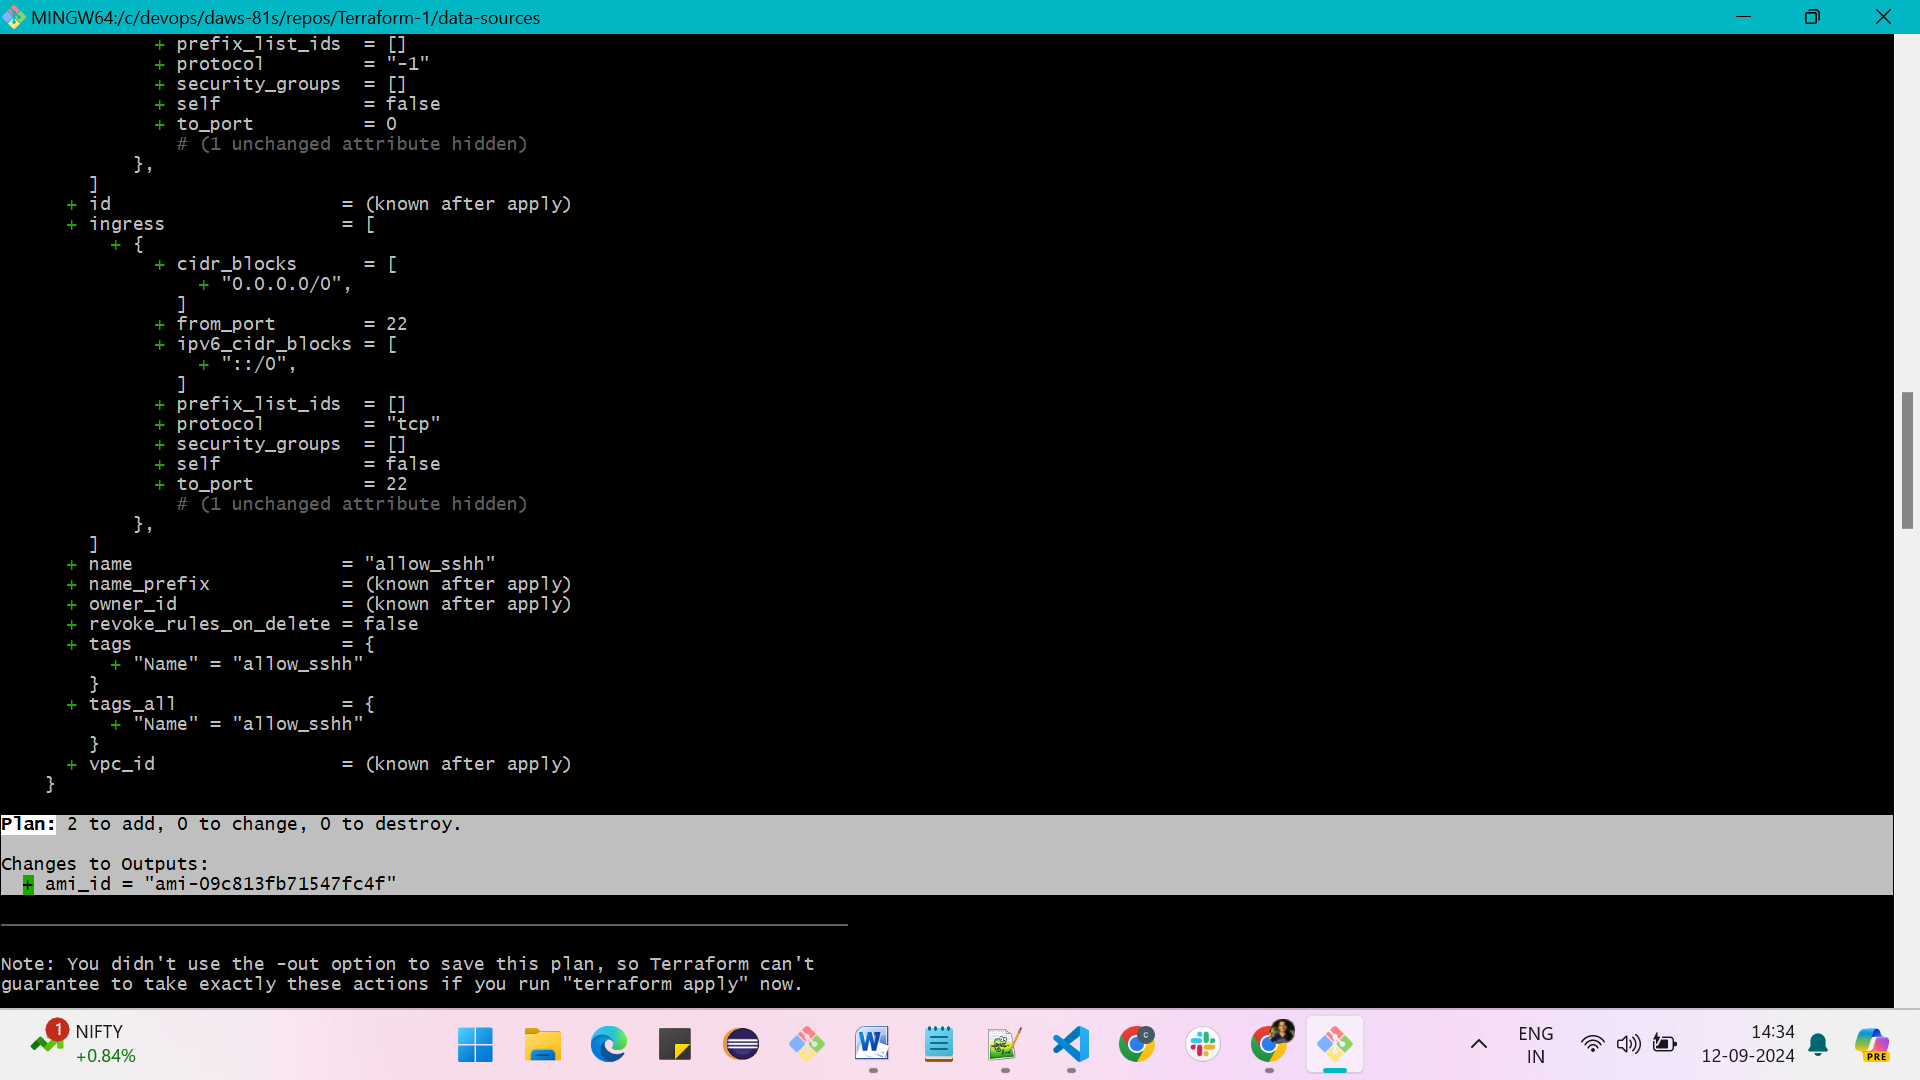 MINGW64:/c/devops/daws-81s/repos/Terraform-1/data-sources
              + prefix_list_ids  = []
              + protocol         = "-1"
              + security_groups  = []
              + self             = false
              + to_port          = 0
                # (1 unchanged attribute hidden)
            },
        ]
      + id                     = (known after apply)
      + ingress                = [
          + {
              + cidr_blocks      = [
                  + "0.0.0.0/0",
                ]
              + from_port        = 22
              + ipv6_cidr_blocks = [
                  + "::/0",
                ]
              + prefix_list_ids  = []
              + protocol         = "tcp"
              + security_groups  = []
              + self             = false
              + to_port          = 22
                # (1 unchanged attribute hidden)
            },
        ]
      + name                   = "allow_sshh"
      + name_prefix            = (known after apply)
      + owner_id               = (known after apply)
      + revoke_rules_on_delete = false
      + tags                   = {
          + "Name" = "allow_sshh"
        }
      + tags_all               = {
          + "Name" = "allow_sshh"
        }
      + vpc_id                 = (known after apply)
    }
Plan: 2 to add, 0 to change, 0 to destroy.
Changes to Outputs:
  + ami_id = "ami-09c813fb71547fc4f"
Note: You didn't use the -out option to save this plan, so Terraform can't
guarantee to take exactly these actions if you run "terraform apply" now.
1
NIFTY
+0.84%
ENG
IN
14:34
12-09-2024
PRE